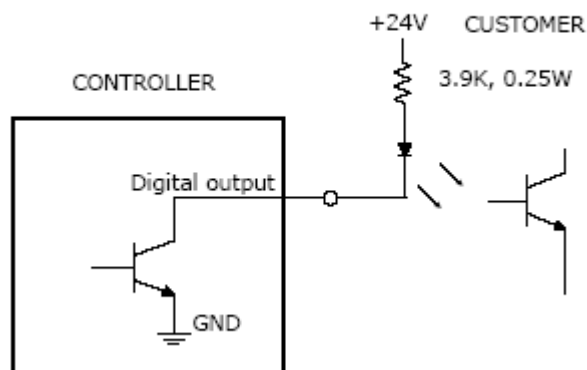 +24V CUSTOMER
3.9K, 0.25W
CONTROLLER
Digital output
GND